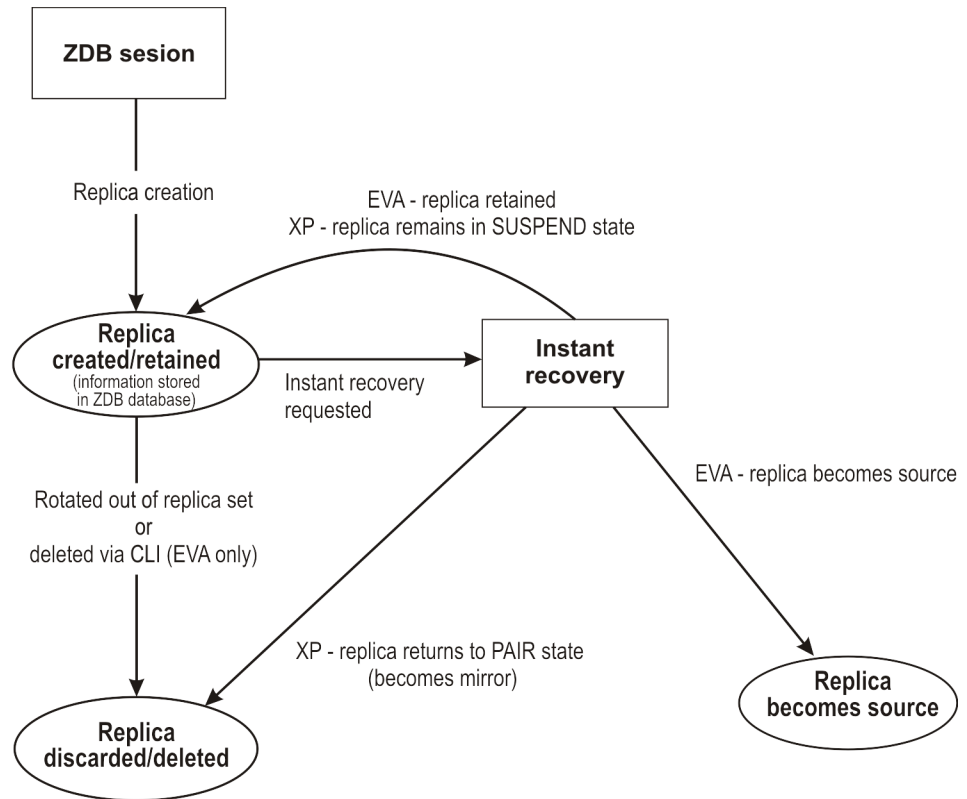 ZDB sesion
Replica creation
EVA - replica retained
XP - replica remains in SUSPEND state
Replica
created/retained
(information stored
in ZDB database)
Instant recovery
requested
Instant
recovery
Rotated out of replica set
or
deleted via CLI (EVA only)
EVA - replica becomes source
XP - replica returns to PAIR state
(becomes mirror)
Replica
becomes source
Replica
discarded/deleted